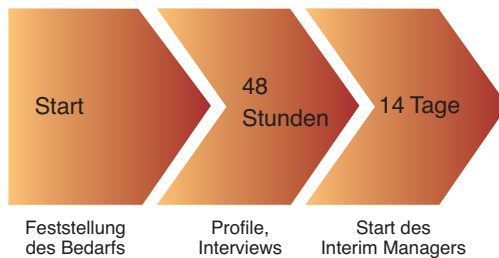 Start
48
Stunden
14 Tage
Feststellung
des Bedarfs
Profile,
Interviews
Start des
Interim Managers